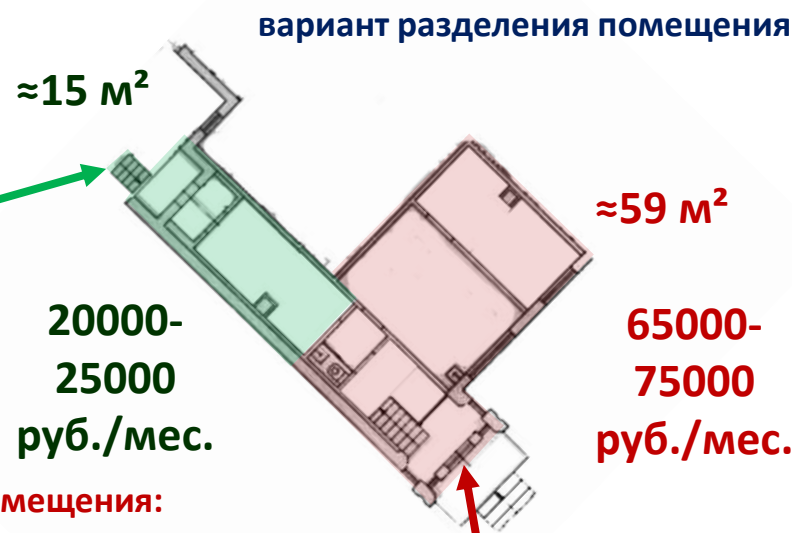 вариант разделения помещения
≈15 м²
≈59 м²
20000-
25000
руб./мес.
65000-
75000
руб./мес.
мещения: